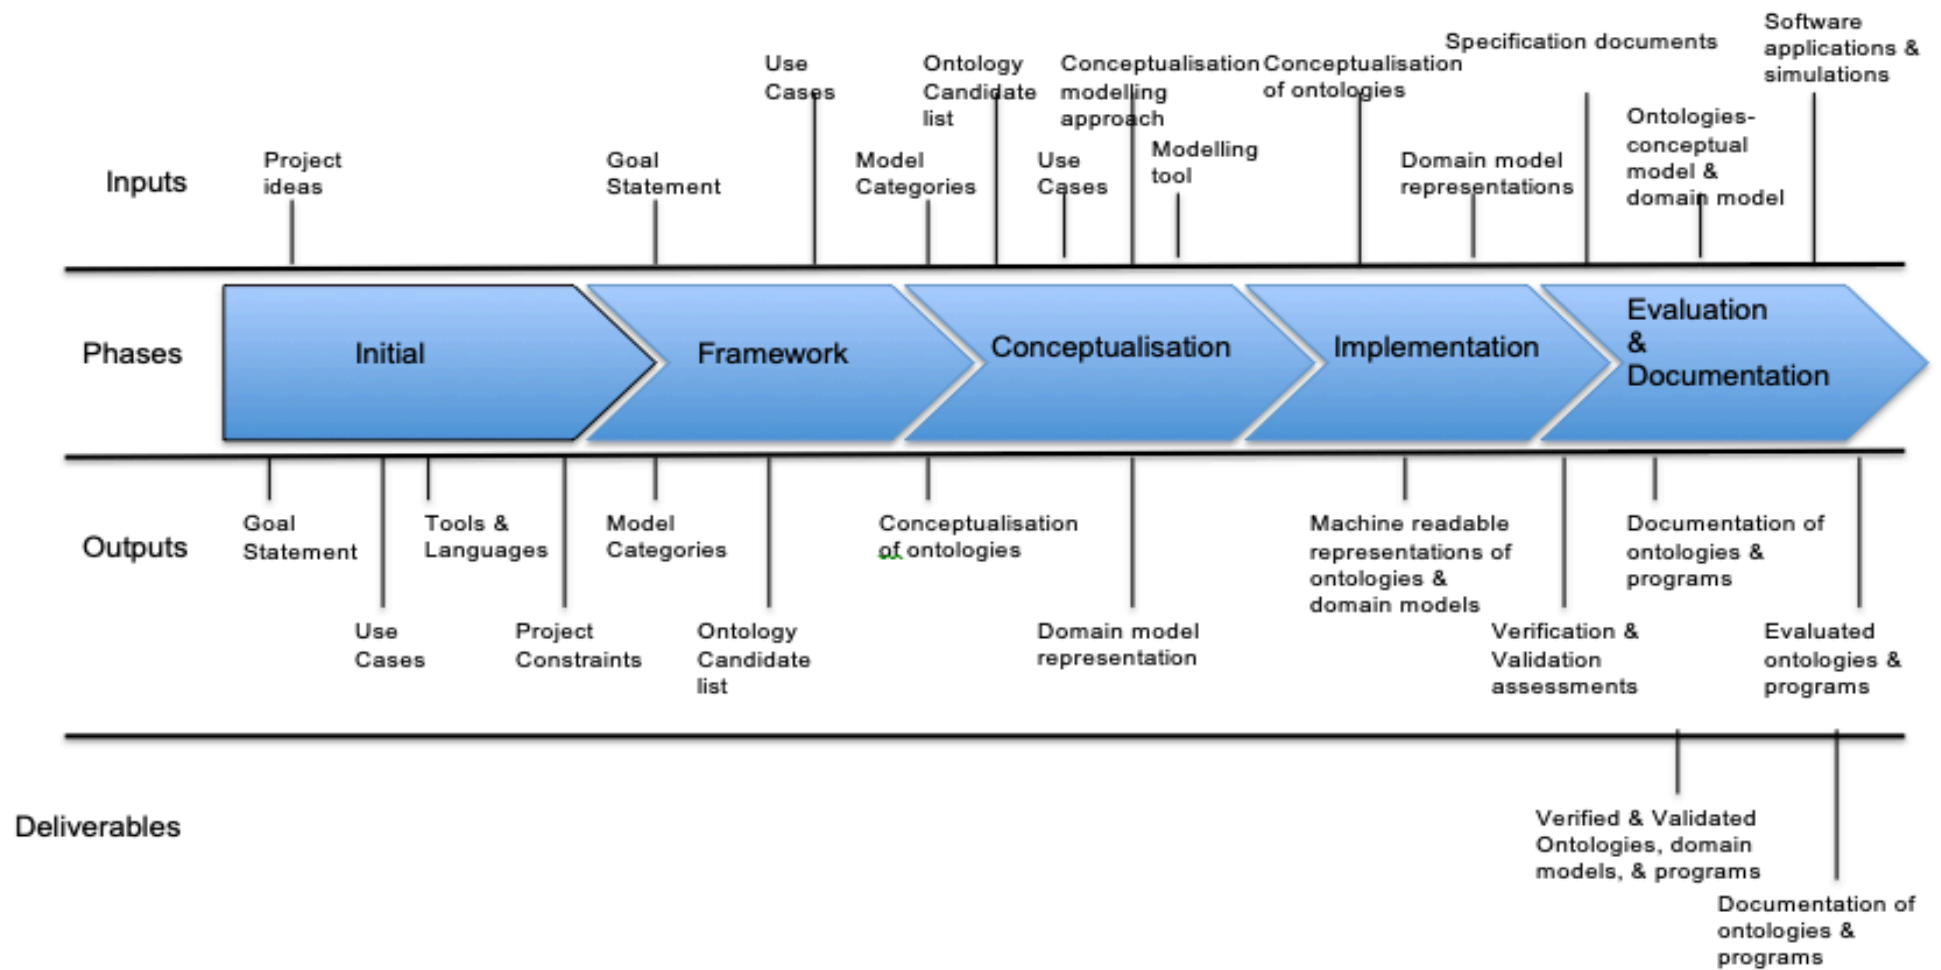 Inputs
Project
ideas
Goal
Statement
Use
Cases
Model
Categories
Ontology
Candidate
list
Use
Cases
Conceptualisation
modelling
approach
Modelling
tool
Conceptualisation
of ontologies
Domain model
representations
Specification documents
Ontologies-
conceptual
model &
domain model
Software
applications &
simulations
Phases
Initial
Framework
Conceptualisation
Implementation
Evaluation
&
Documentation
Outputs
Goal
Statement
Use
Cases
Tools &
Languages
Project
Constraints
Model
Categories
Ontology
Candidate
list
Conceptualisation
of ontologies
Domain model
representation
Machine readable
representations of
ontologies &
domain models
Verification &
Validation
assessments
Documentation of
ontologies &
programs
Evaluated
ontologies &
programs
Deliverables
Verified & Validated
Ontologies, domain
models, & programs
Documentation of
ontologies &
programs